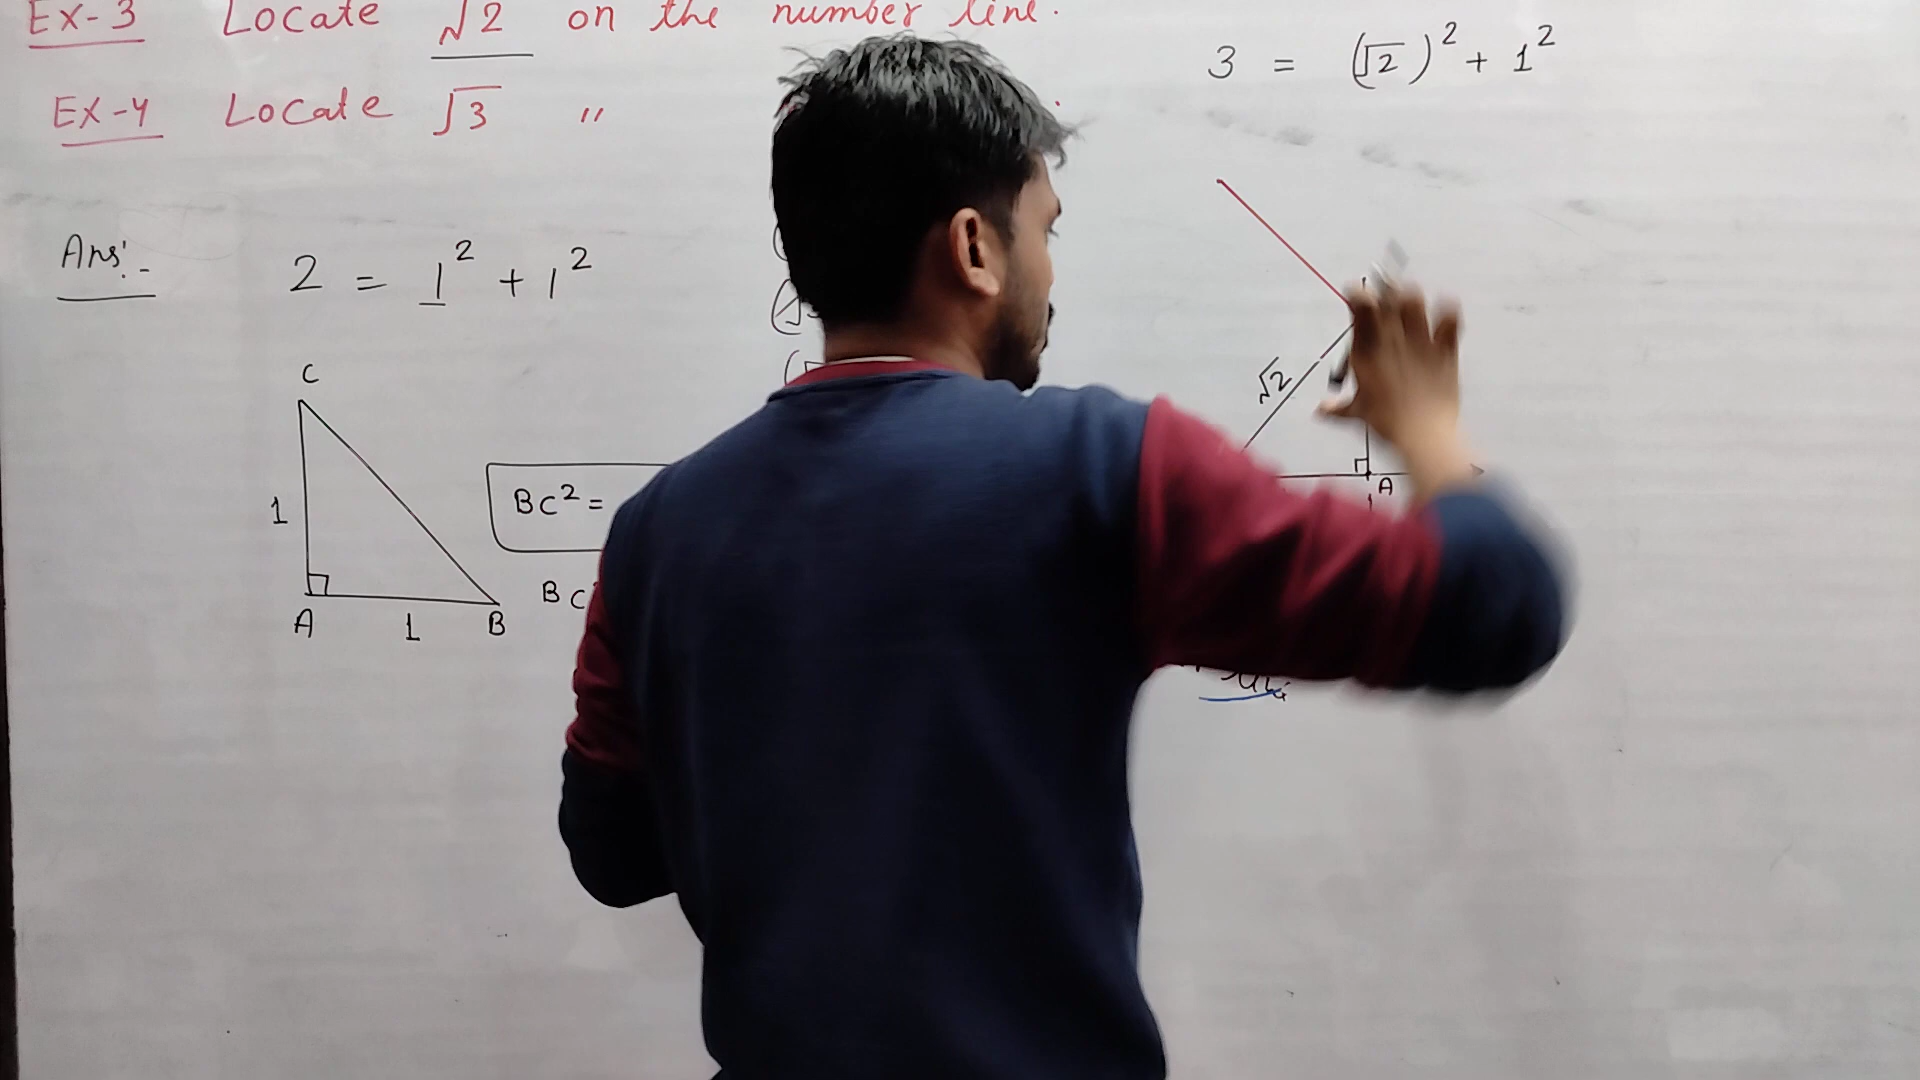 Ex-3 Locate √2 on the number line.
Ex-4 Locate √3 "
3 = (√2)² + 1²
Ans:-
2 = 1² + 1²
C
1
A 1 B
BC² =
BC
√2
A
1